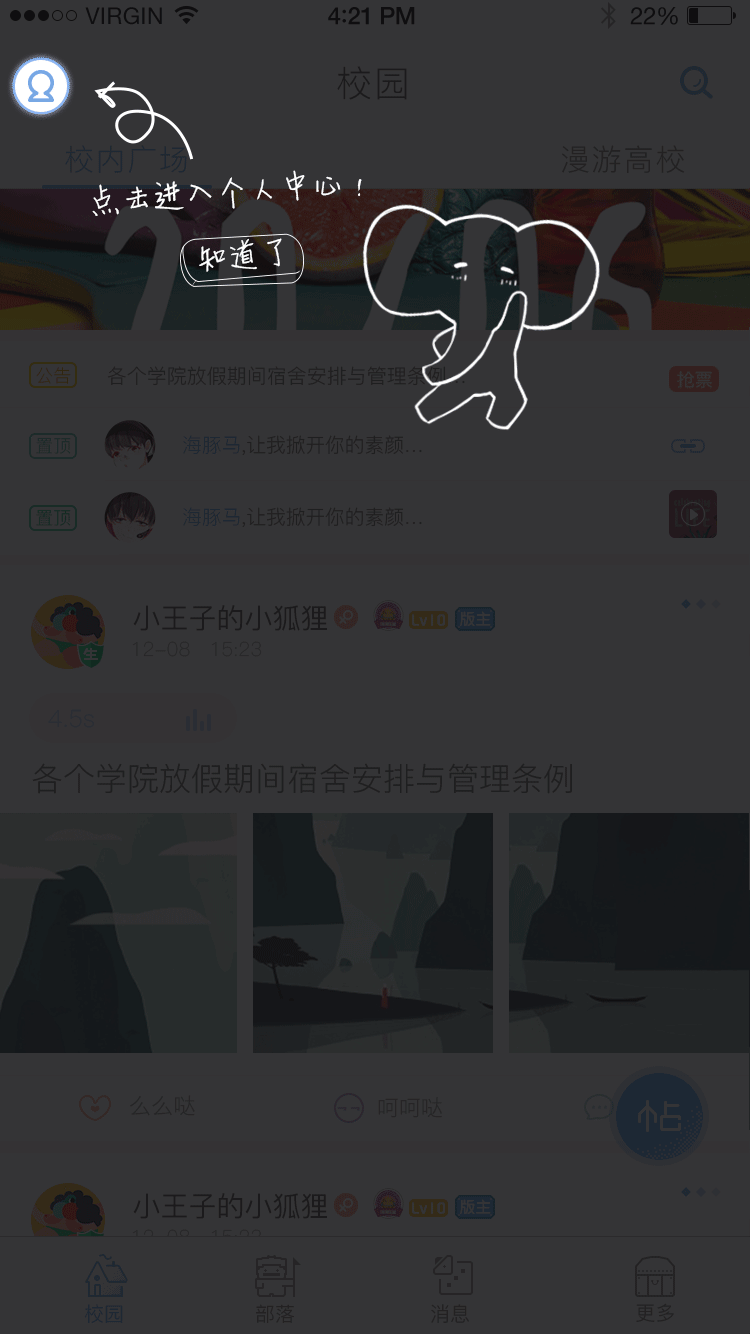 VIRGIN 4:21 PM 22%
校园
校内广场 漫游高校
点击进入个人中心！
知道了
公告 各个学院放假期间宿舍安排与管理条例... 抢票
置顶 海豚马,让我掀开你的素颜...
置顶 海豚马,让我掀开你的素颜...
小王子的小狐狸 Lv10 版主
生
12-08 15:23
4.5s
各个学院放假期间宿舍安排与管理条例
么么哒 呵呵哒
帖
小王子的小狐狸 Lv10 版主
12-08 15:23
校园 部落 消息 更多